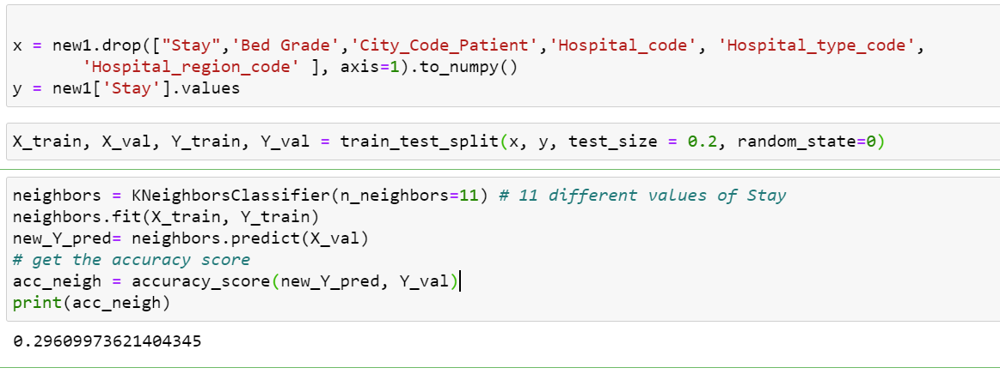 x = new1.drop(["Stay",'Bed Grade','City_Code_Patient','Hospital_code', 'Hospital_type_code',
'Hospital_region_code' ], axis=1).to_numpy()
y = new1['Stay'].values
X_train, X_val, Y_train, Y_val = train_test_split(x, y, test_size = 0.2, random_state=0)
neighbors = KNeighborsClassifier(n_neighbors=11) # 11 different values of Stay
neighbors.fit(X_train, Y_train)
new_Y_pred= neighbors.predict(X_val)
# get the accuracy score
acc_neigh = accuracy_score(new_Y_pred, Y_val)
print(acc_neigh)
0.29609973621404345